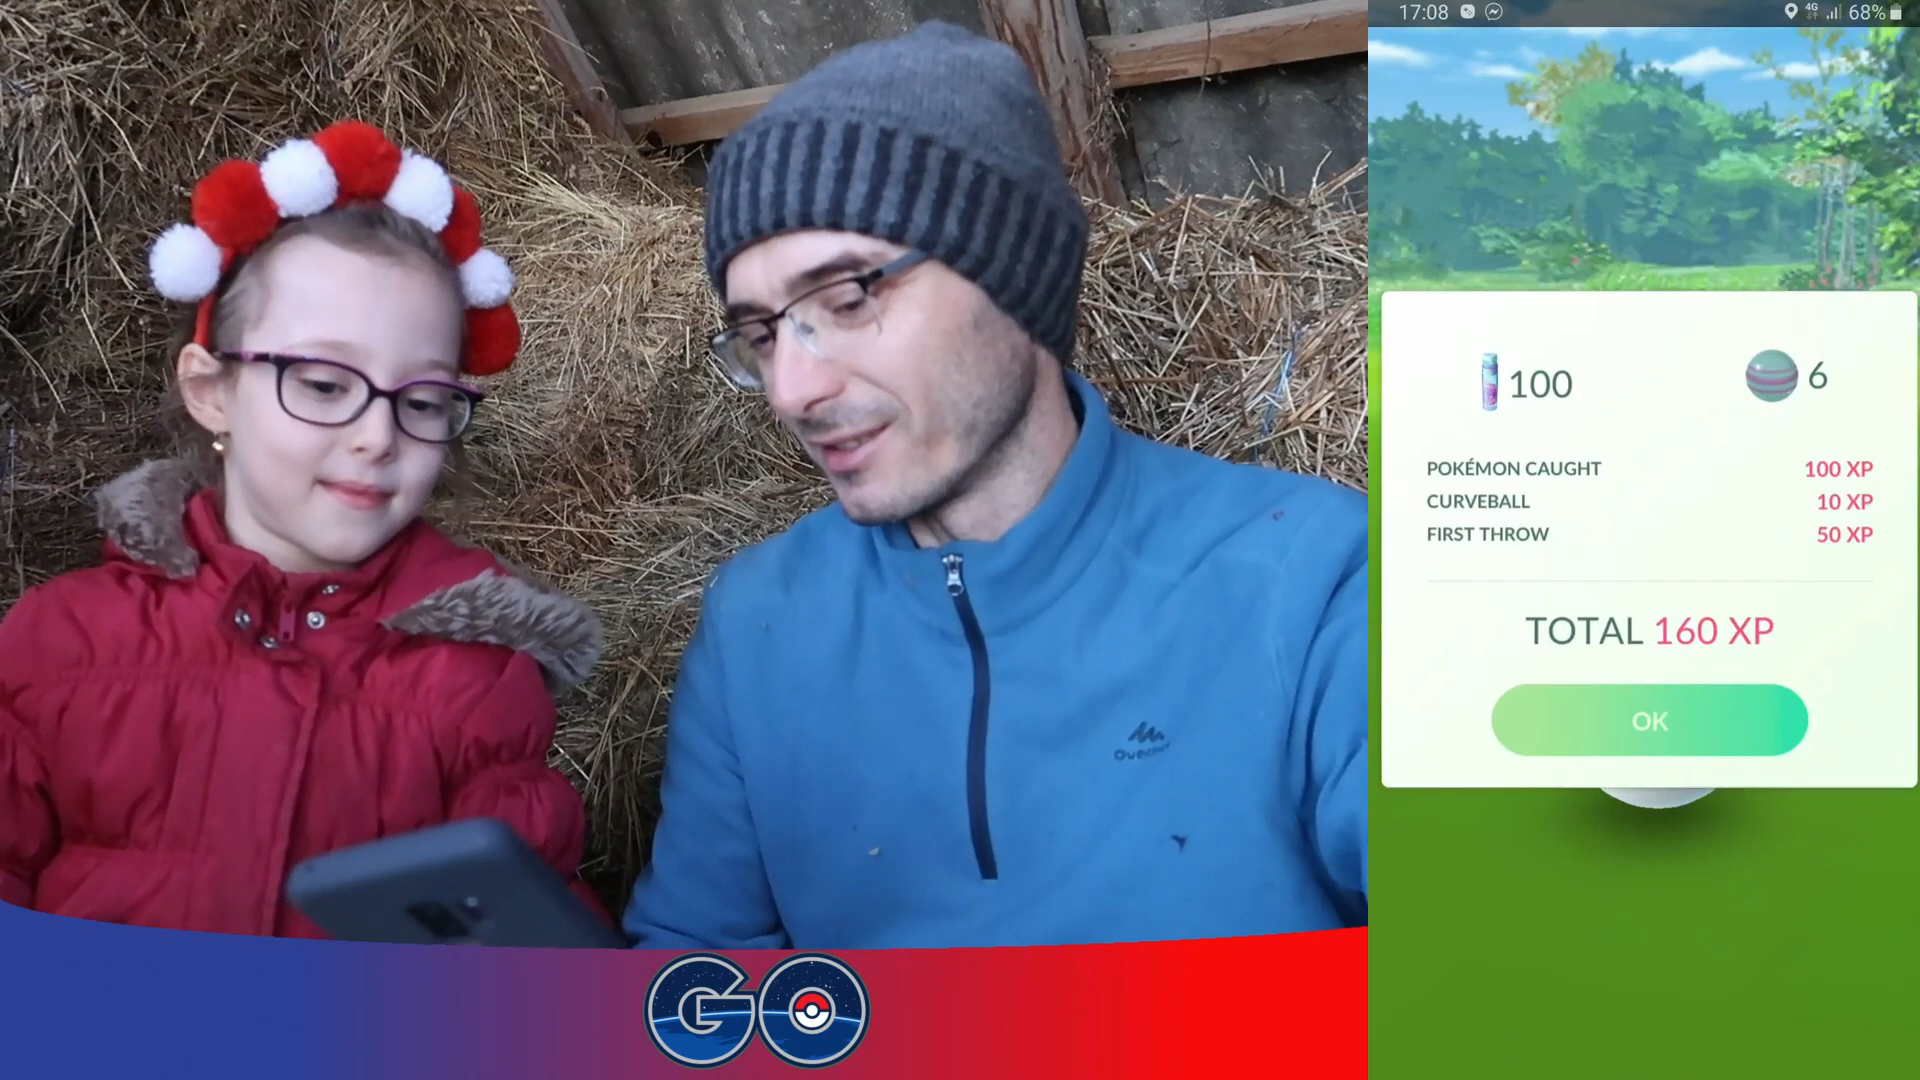 17:08
4G 68%
100
6
POKÉMON CAUGHT 100 XP
CURVEBALL 10 XP
FIRST THROW 50 XP
TOTAL 160 XP
OK
Quechua
GO